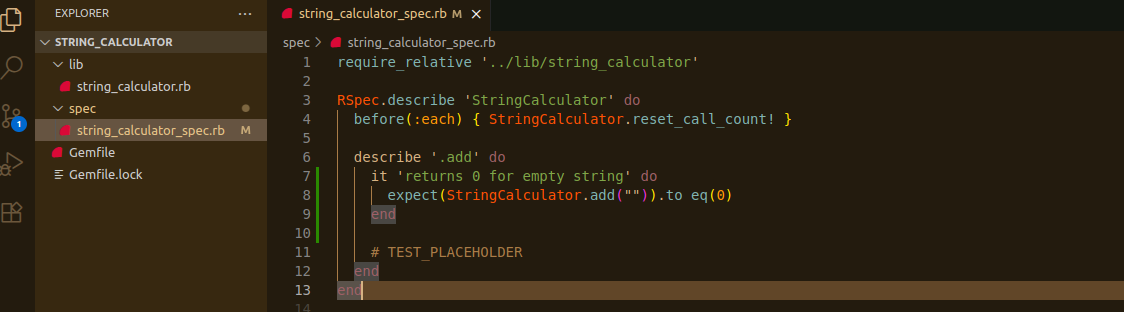 EXPLORER ...
STRING_CALCULATOR
lib
string_calculator.rb
spec
string_calculator_spec.rb M
Gemfile
Gemfile.lock
1
string_calculator_spec.rb M ×
spec > string_calculator_spec.rb
1 require_relative '../lib/string_calculator'
2
3 RSpec.describe 'StringCalculator' do
4 before(:each) { StringCalculator.reset_call_count! }
5
6 describe '.add' do
7 it 'returns 0 for empty string' do
8 expect(StringCalculator.add("")).to eq(0)
9 end
10
11 # TEST_PLACEHOLDER
12 end
13 end
14